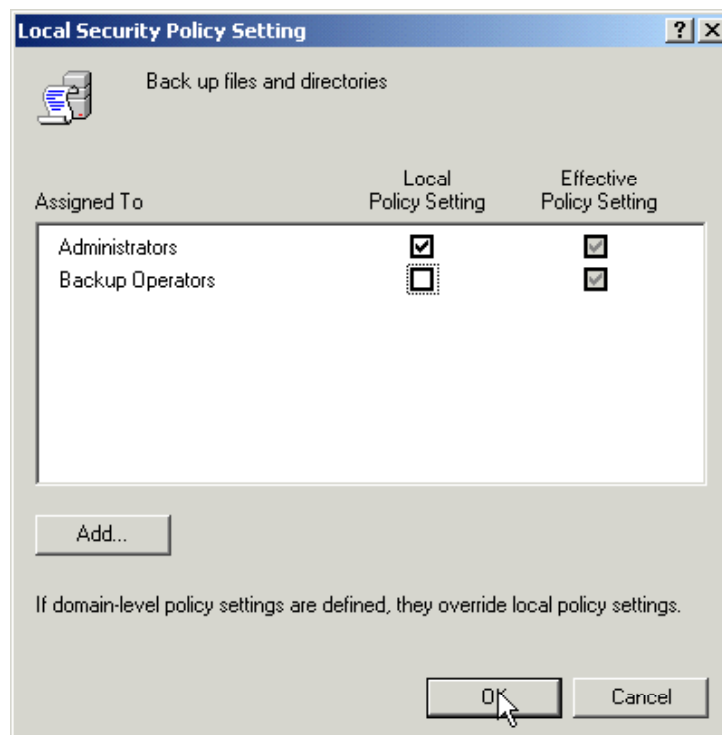 Local Security Policy Setting
Back up files and directories
Local Effective
Assigned To Policy Setting Policy Setting
Administrators
Backup Operators
Add...
If domain-level policy settings are defined, they override local policy settings.
OK Cancel